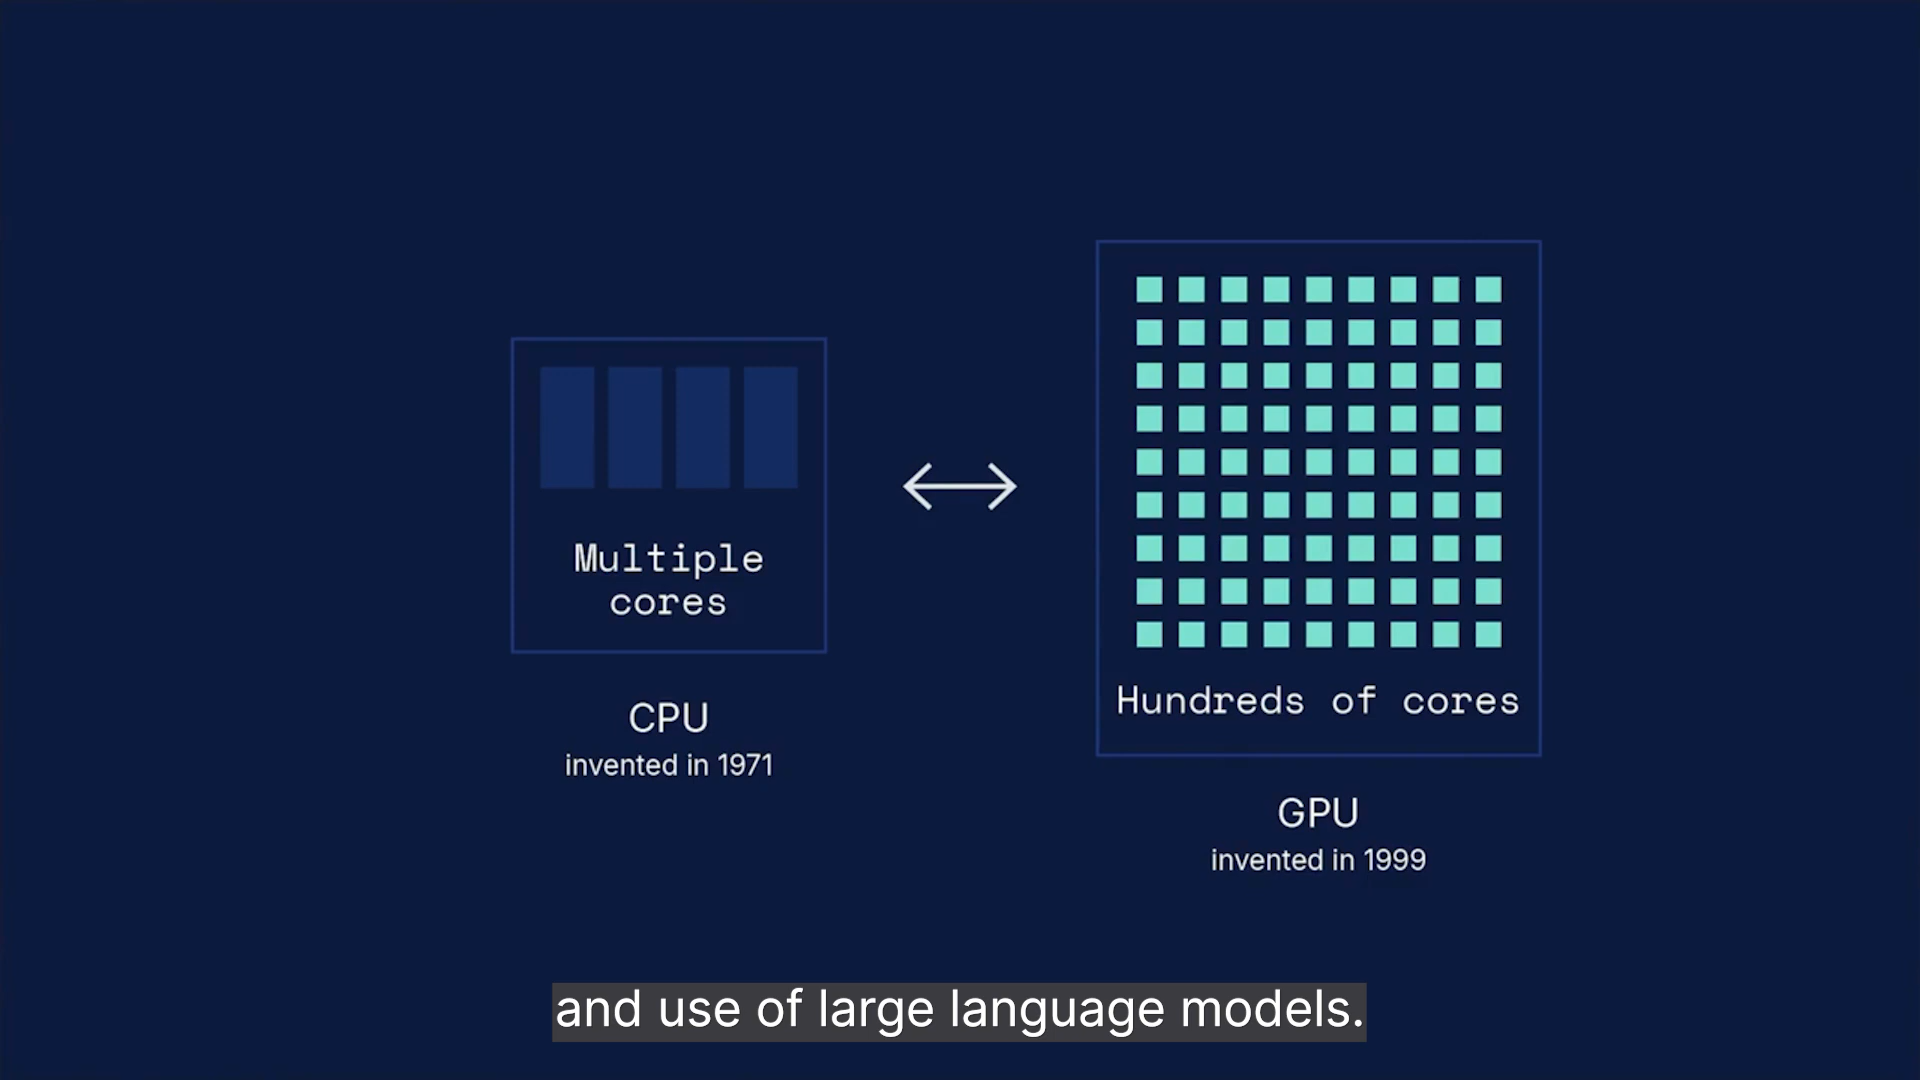 Multiple
cores
CPU
invented in 1971
Hundreds of cores
GPU
invented in 1999
and use of large language models.